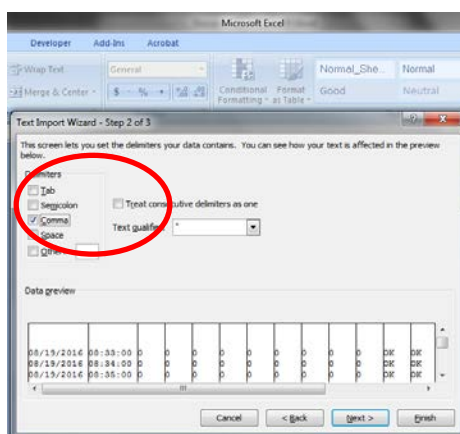 Microsoft Excel
Developer Add-Ins Acrobat
Wrap Text General Normal_She... Normal
Merge & Center $ % , Conditional Formatting Format as Table Good Neutral
Text Import Wizard - Step 2 of 3
This screen lets you set the delimiters your data contains. You can see how your text is affected in the preview
below.
Delimiters
Tab
Semicolon Treat consecutive delimiters as one
Comma
Text qualifier: "
Space
Other:
Data preview
08/19/2016 08:33:00 0 0 0 0 0 0 0 0 OK OK
08/19/2016 08:34:00 0 0 0 0 0 0 0 0 OK OK
08/19/2016 08:35:00 0 0 0 0 0 0 0 0 OK OK
Cancel < Back Next > Finish